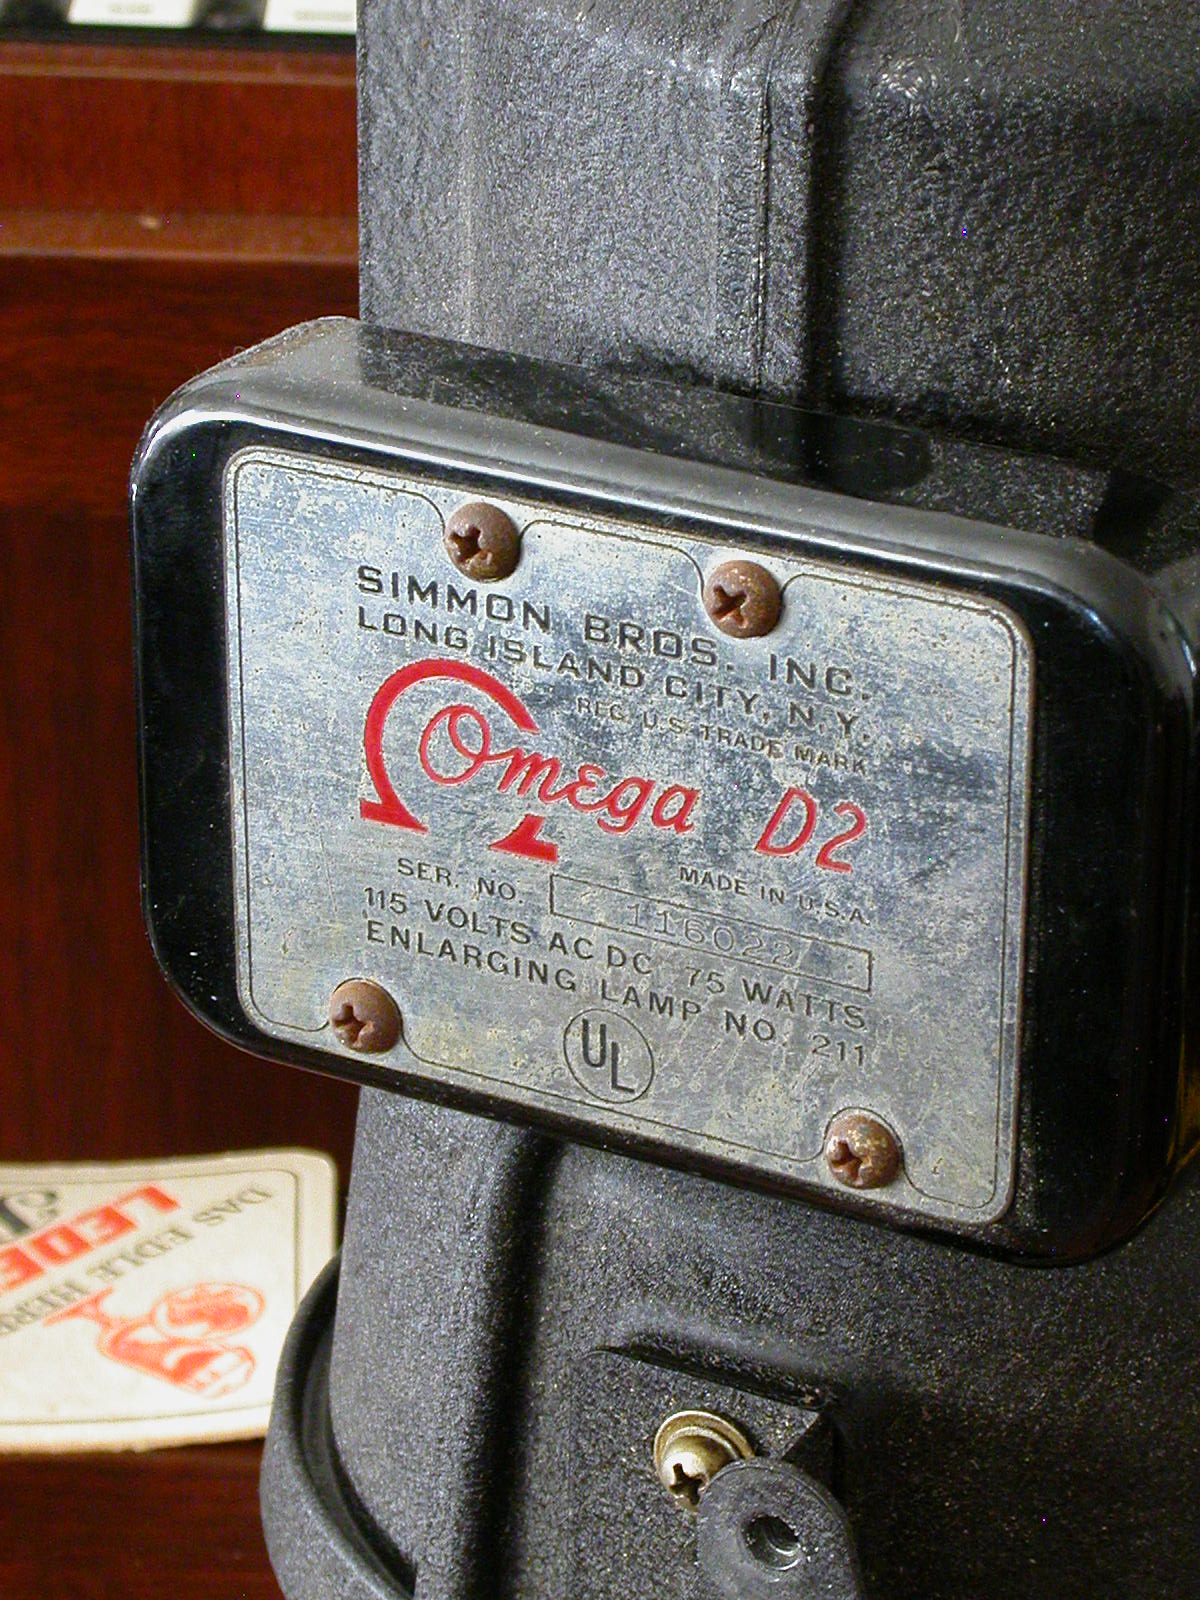 SIMMON BROS. INC.
LONG ISLAND CITY, N.Y.
REG. U.S. TRADE MARK
Omega D2
MADE IN U.S.A.
SER. NO. 116022
115 VOLTS AC DC 75 WATTS
ENLARGING LAMP NO. 211
UL
DAS EDLE